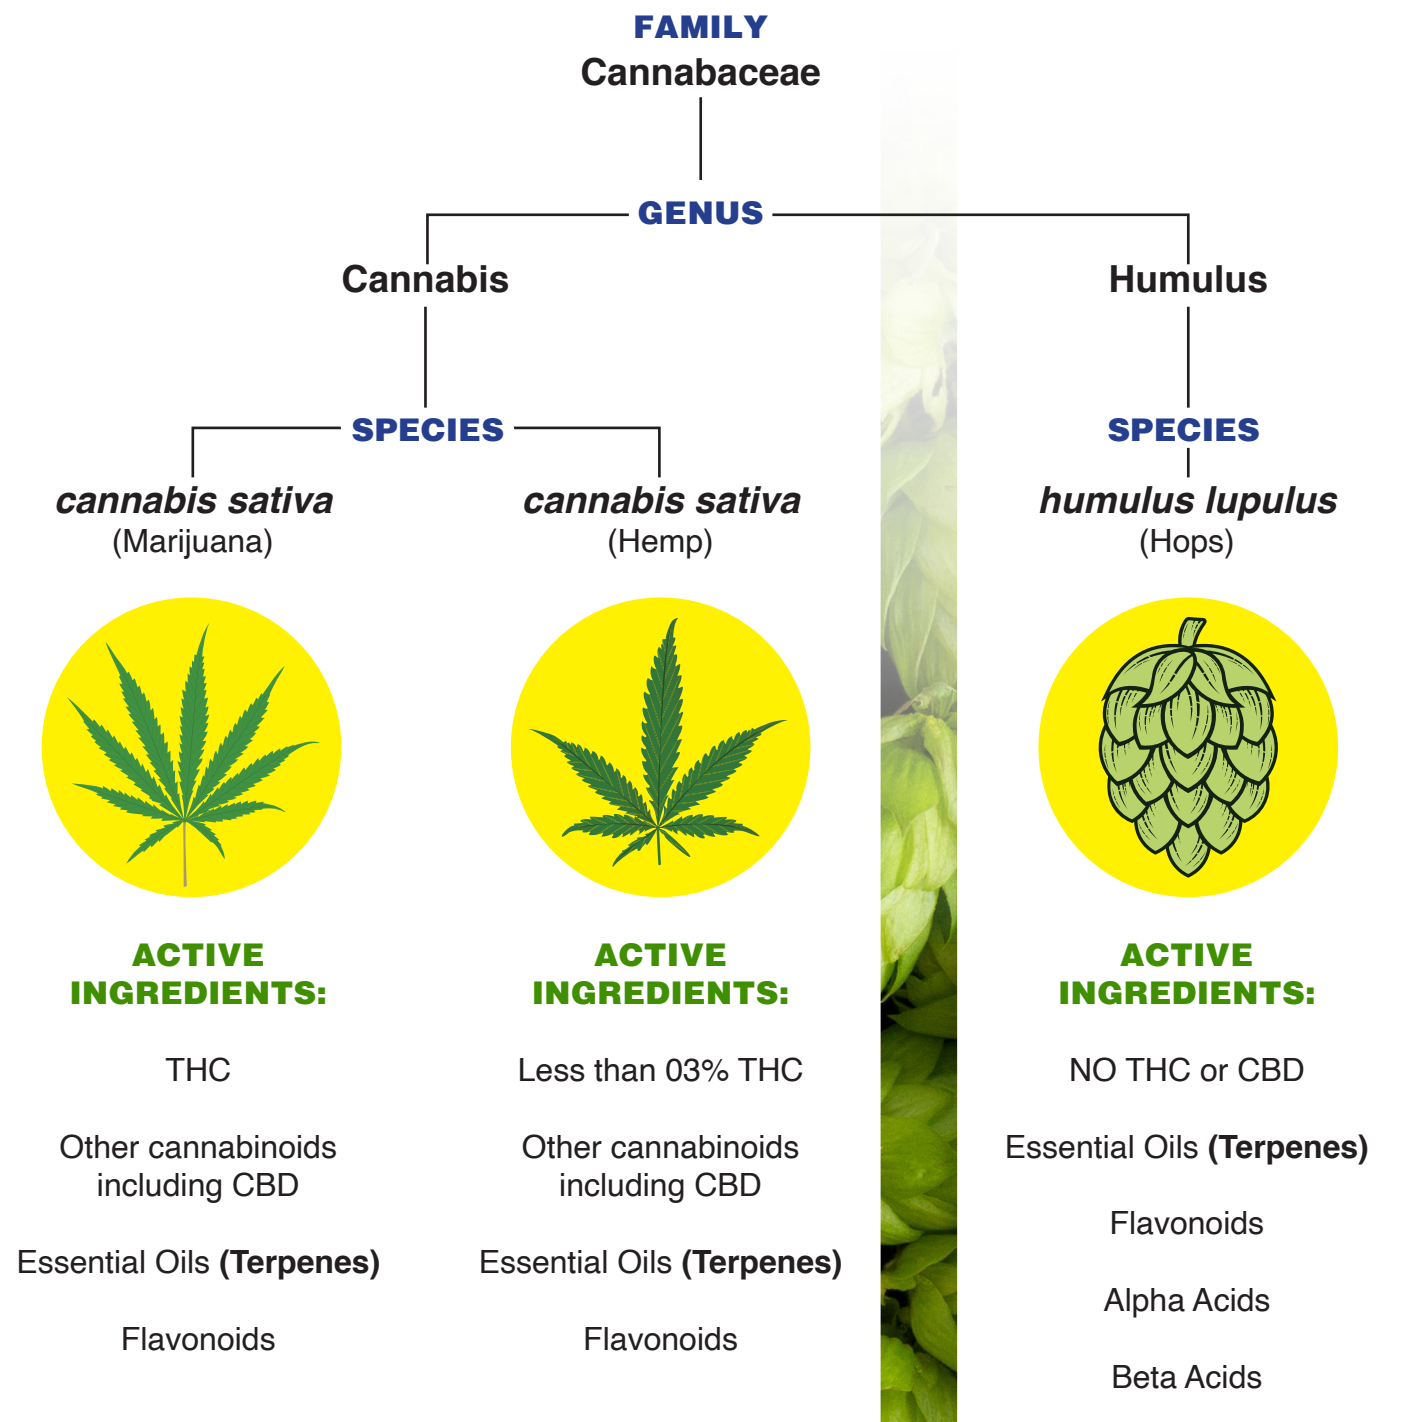 FAMILY
Cannabaceae
GENUS
Cannabis
Humulus
SPECIES
SPECIES
cannabis sativa
(Marijuana)
cannabis sativa
(Hemp)
humulus lupulus
(Hops)
ACTIVE
INGREDIENTS:
THC
Other cannabinoids
including CBD
Essential Oils (Terpenes)
Flavonoids
ACTIVE
INGREDIENTS:
Less than 03% THC
Other cannabinoids
including CBD
Essential Oils (Terpenes)
Flavonoids
ACTIVE
INGREDIENTS:
NO THC or CBD
Essential Oils (Terpenes)
Flavonoids
Alpha Acids
Beta Acids